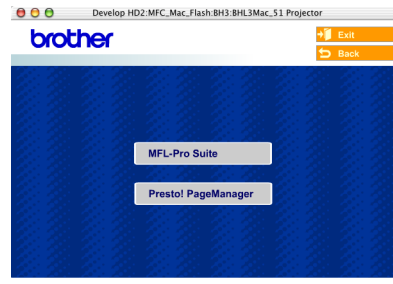 Develop HD2:MFC_Mac_Flash:BH3:BHL3Mac_51 Projector
brother
Exit
Back
MFL-Pro Suite
Presto! PageManager